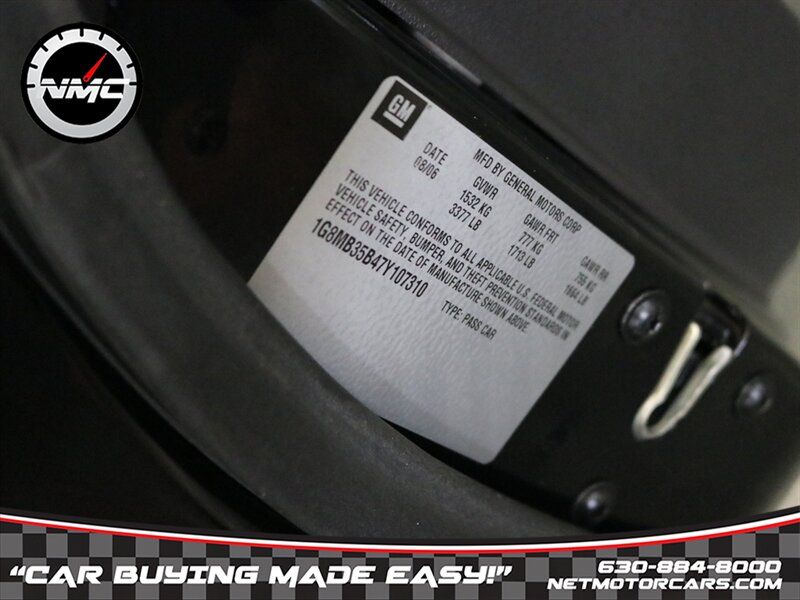 NMC
GM
MFD BY GENERAL MOTORS CORP
DATE GVWR GAWR FRT GAWR RR
08/06 1532 KG 777 KG 755 KG
3377 LB 1713 LB 1664 LB
THIS VEHICLE CONFORMS TO ALL APPLICABLE U.S. FEDERAL MOTOR
VEHICLE SAFETY, BUMPER, AND THEFT PREVENTION STANDARDS IN
EFFECT ON THE DATE OF MANUFACTURE SHOWN ABOVE.
1G8MB35B47Y107310
TYPE: PASS CAR
"CAR BUYING MADE EASY!"
630-884-8000
NETMOTORCARS.COM